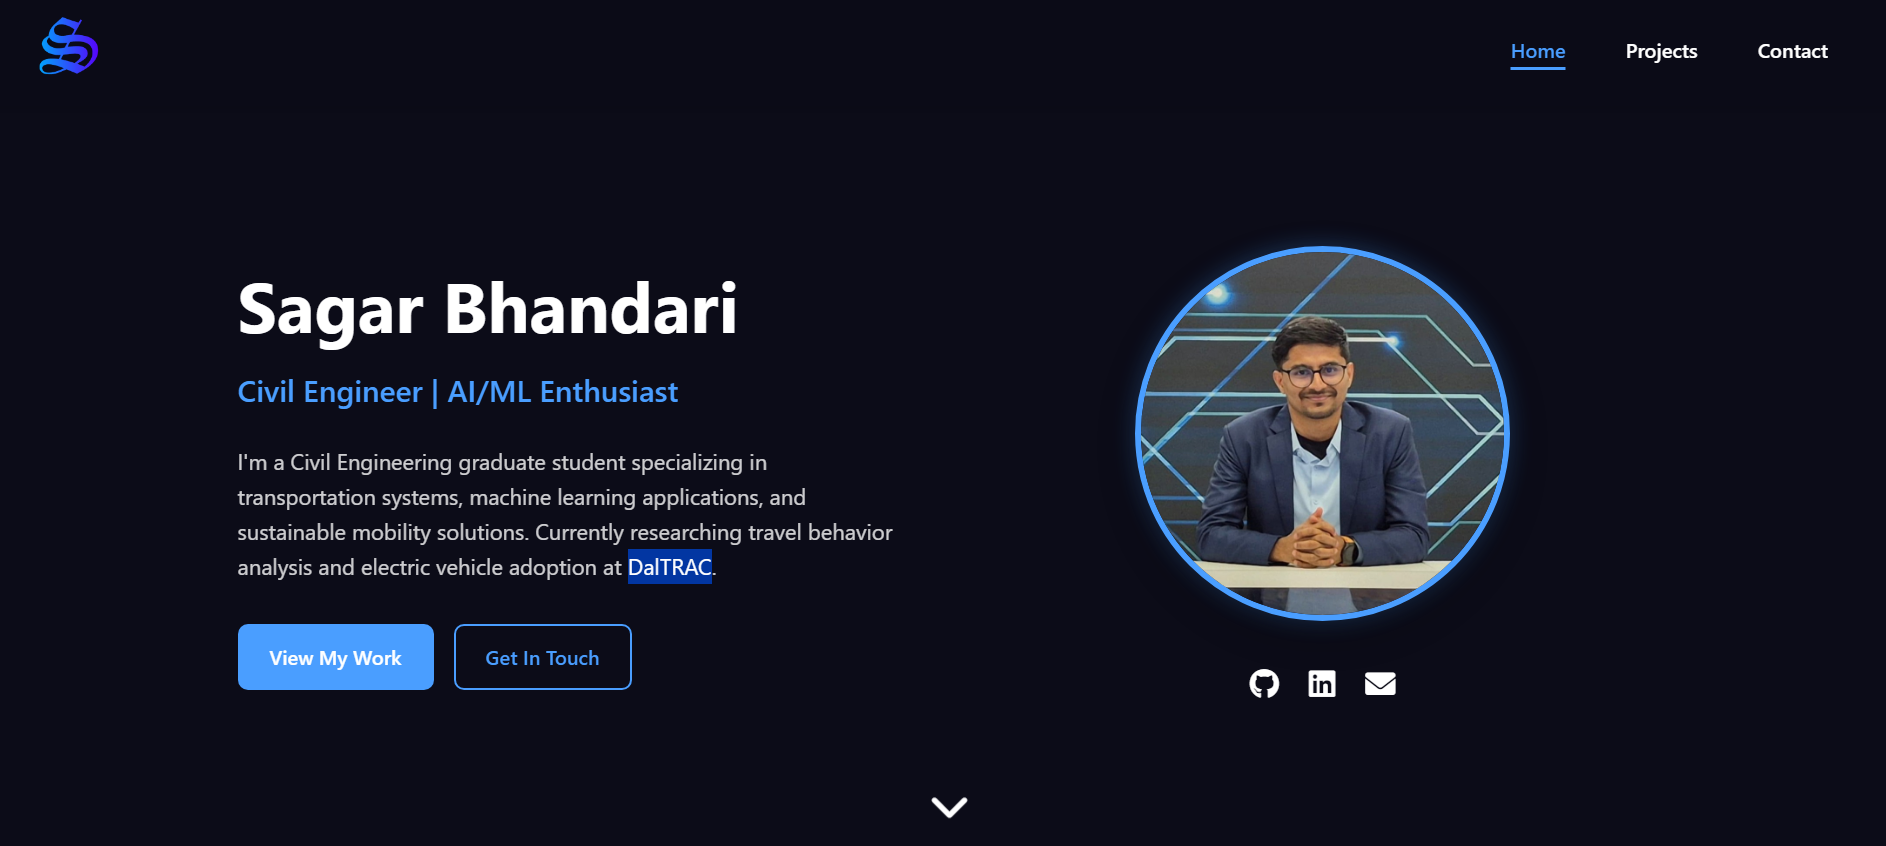 Home
Projects
Contact
Sagar Bhandari
Civil Engineer | AI/ML Enthusiast
I'm a Civil Engineering graduate student specializing in
transportation systems, machine learning applications, and
sustainable mobility solutions. Currently researching travel behavior
analysis and electric vehicle adoption at DalTRAC.
View My Work
Get In Touch
in